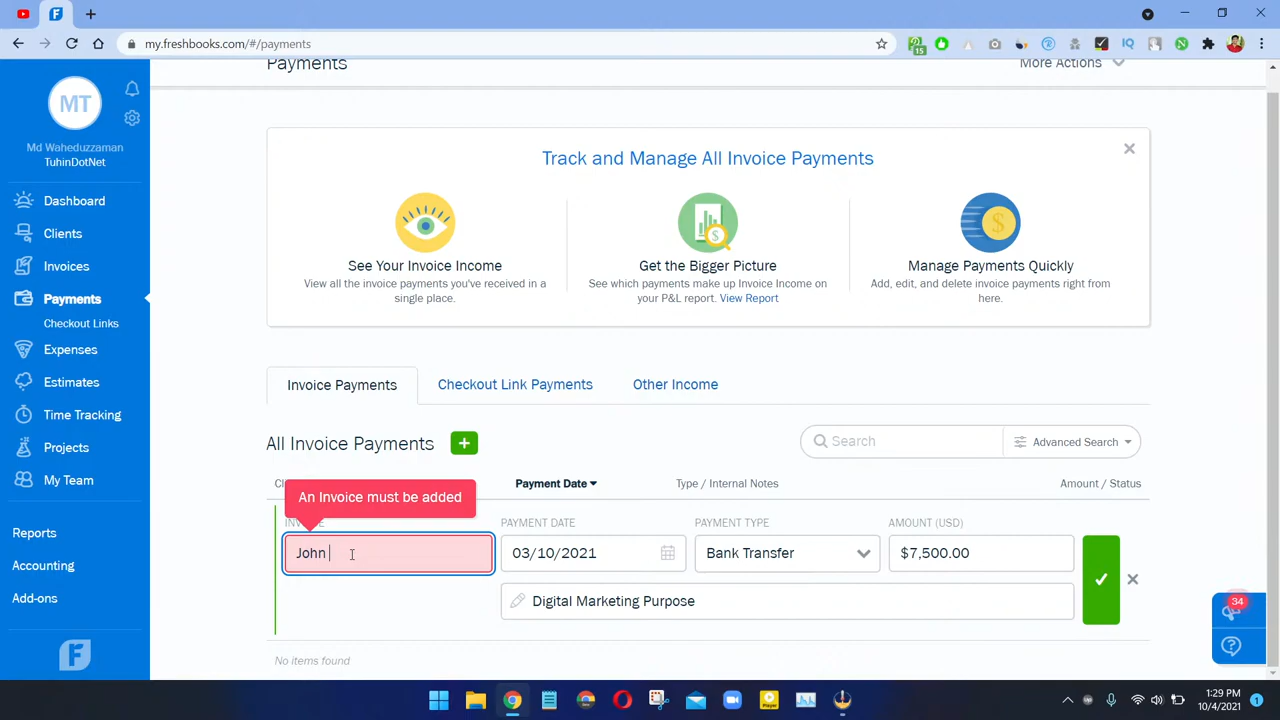 my.freshbooks.com/#/payments
15
MT
Md Waheduzzaman
TuhinDotNet
Dashboard
Clients
Invoices
Payments
Checkout Links
Expenses
Estimates
Time Tracking
Projects
My Team
Reports
Accounting
Add-ons
Payments
More Actions
Track and Manage All Invoice Payments
See Your Invoice Income
View all the invoice payments you've received in a
single place.
Get the Bigger Picture
See which payments make up Invoice Income on
your P&L report. View Report
Manage Payments Quickly
Add, edit, and delete invoice payments right from
here.
Invoice Payments
Checkout Link Payments
Other Income
All Invoice Payments
Search
Advanced Search
Payment Date
Type / Internal Notes
Amount / Status
An Invoice must be added
PAYMENT DATE
PAYMENT TYPE
AMOUNT (USD)
John
03/10/2021
Bank Transfer
$7,500.00
Digital Marketing Purpose
No items found
34
1:29 PM
10/4/2021
1